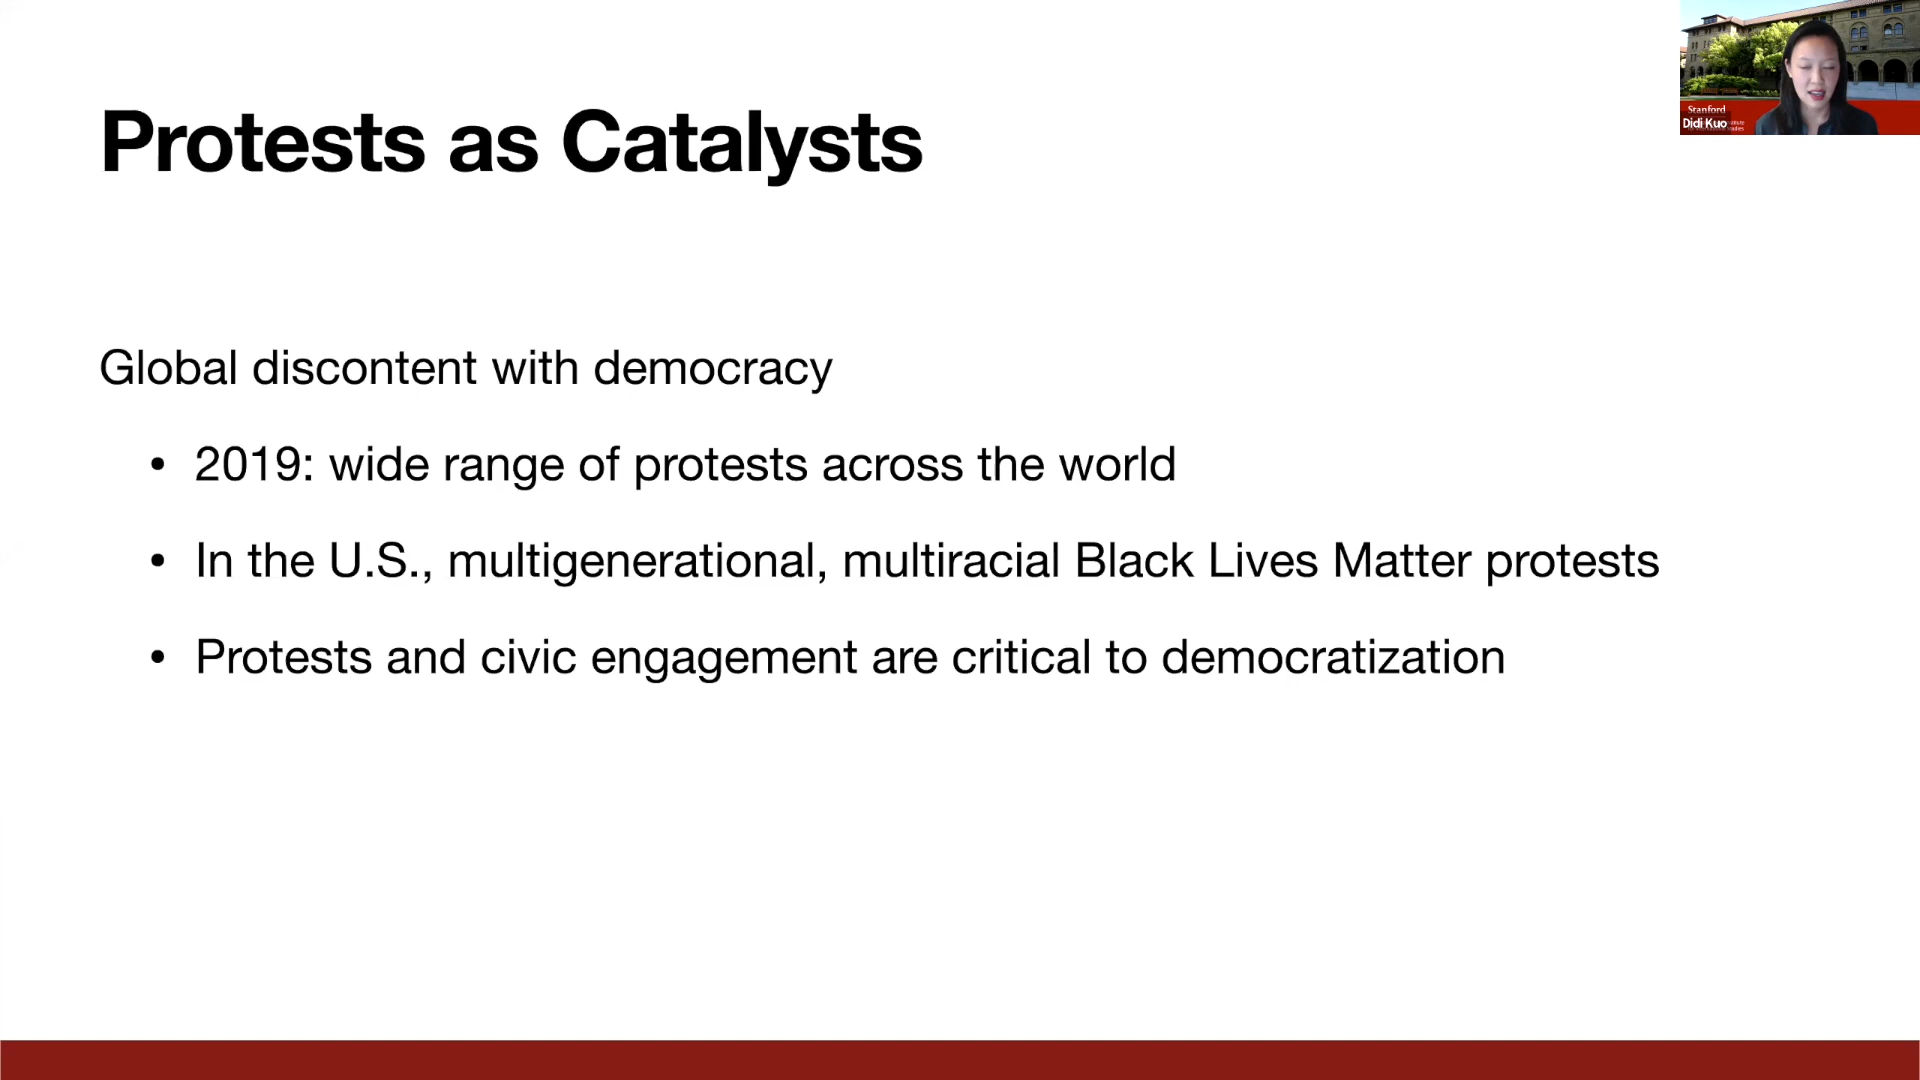 Protests as Catalysts
Stanford
Didi Kuo
Global discontent with democracy
• 2019: wide range of protests across the world
• In the U.S., multigenerational, multiracial Black Lives Matter protests
• Protests and civic engagement are critical to democratization